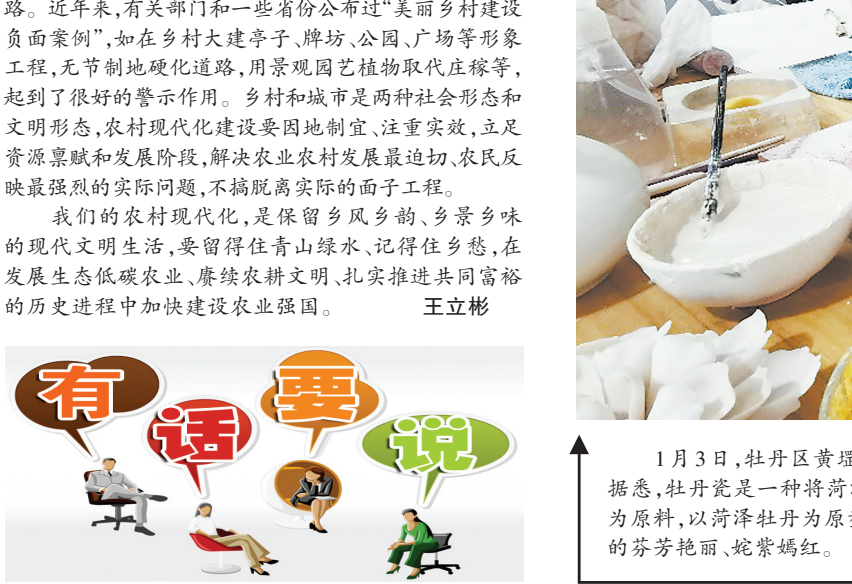 路。近年来,有关部门和一些省份公布过“美丽乡村建设
负面案例”,如在乡村大建亭子、牌坊、公园、广场等形象
工程,无节制地硬化道路,用景观园艺植物取代庄稼等,
起到了很好的警示作用。乡村和城市是两种社会形态和
文明形态,农村现代化建设要因地制宜、注重实效,立足
资源禀赋和发展阶段,解决农业农村发展最迫切、农民反
映最强烈的实际问题,不搞脱离实际的面子工程。
我们的农村现代化,是保留乡风乡韵、乡景乡味
的现代文明生活,要留得住青山绿水、记得住乡愁,在
发展生态低碳农业、赓续农耕文明、扎实推进共同富裕
的历史进程中加快建设农业强国。 王立彬
有话要说
1月3日,牡丹区黄堽
据悉,牡丹瓷是一种将菏
为原料,以菏泽牡丹为原
的芬芳艳丽、姹紫嫣红。